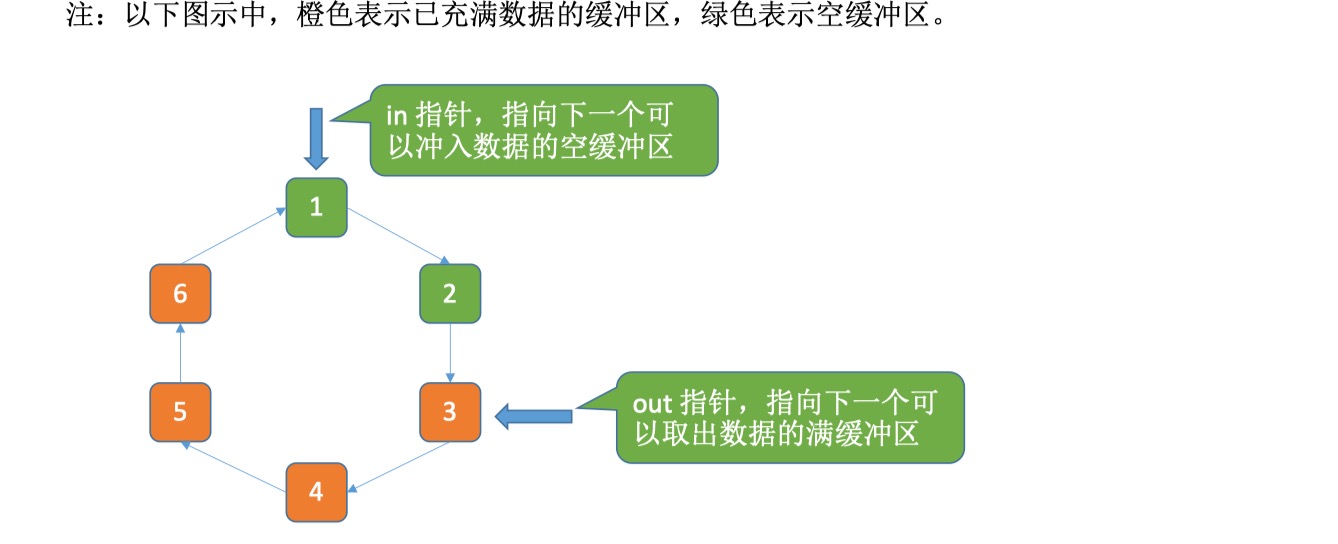 注：以下图示中，橙色表示已充满数据的缓冲区，绿色表示空缓冲区。
in 指针，指向下一个可
以冲入数据的空缓冲区
1
6
2
5
3
out 指针，指向下一个可
以取出数据的满缓冲区
4